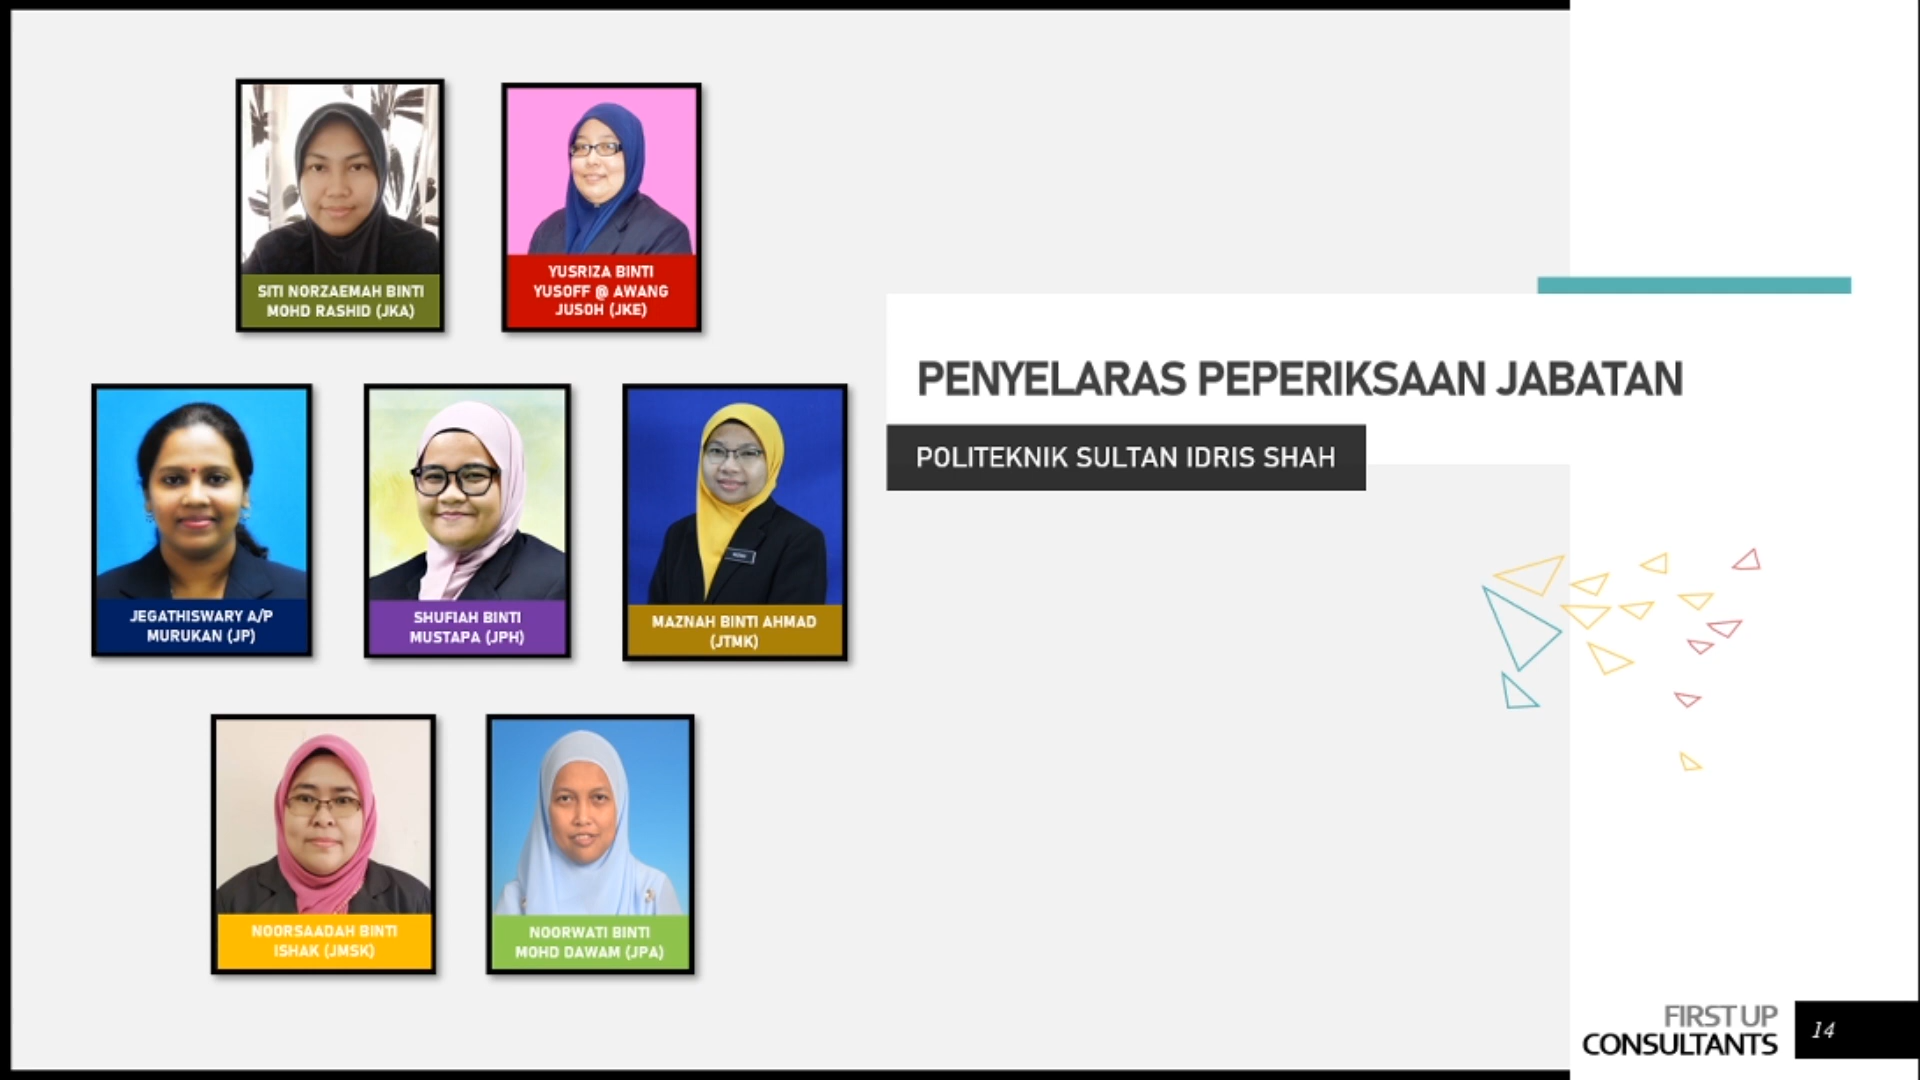 SITI NORZAEMAH BINTI
MOHD RASHID (JKA)
YUSRIZA BINTI
YUSOFF @ AWANG
JUSOH (JKE)
PENYELARAS PEPERIKSAAN JABATAN
POLITEKNIK SULTAN IDRIS SHAH
JEGATHISWARY A/P
MURUKAN (JP)
SHUFIAH BINTI
MUSTAPA (JPH)
MAZNAH BINTI AHMAD
(JTMK)
NOORSAADAH BINTI
ISHAK (JMSK)
NOORWATI BINTI
MOHD DAWAM (JPA)
FIRST UP
CONSULTANTS
14